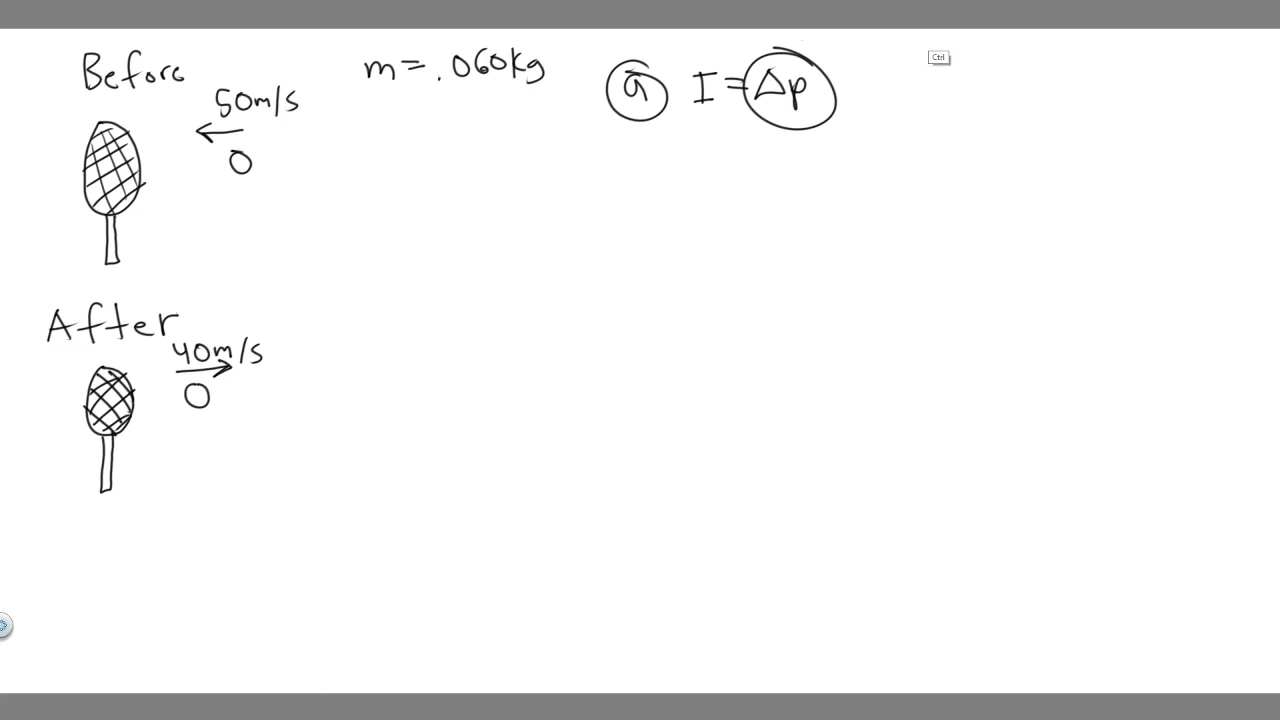 Before
50m/s
m=.060kg
a I=Δp
After
40m/s
Ctrl